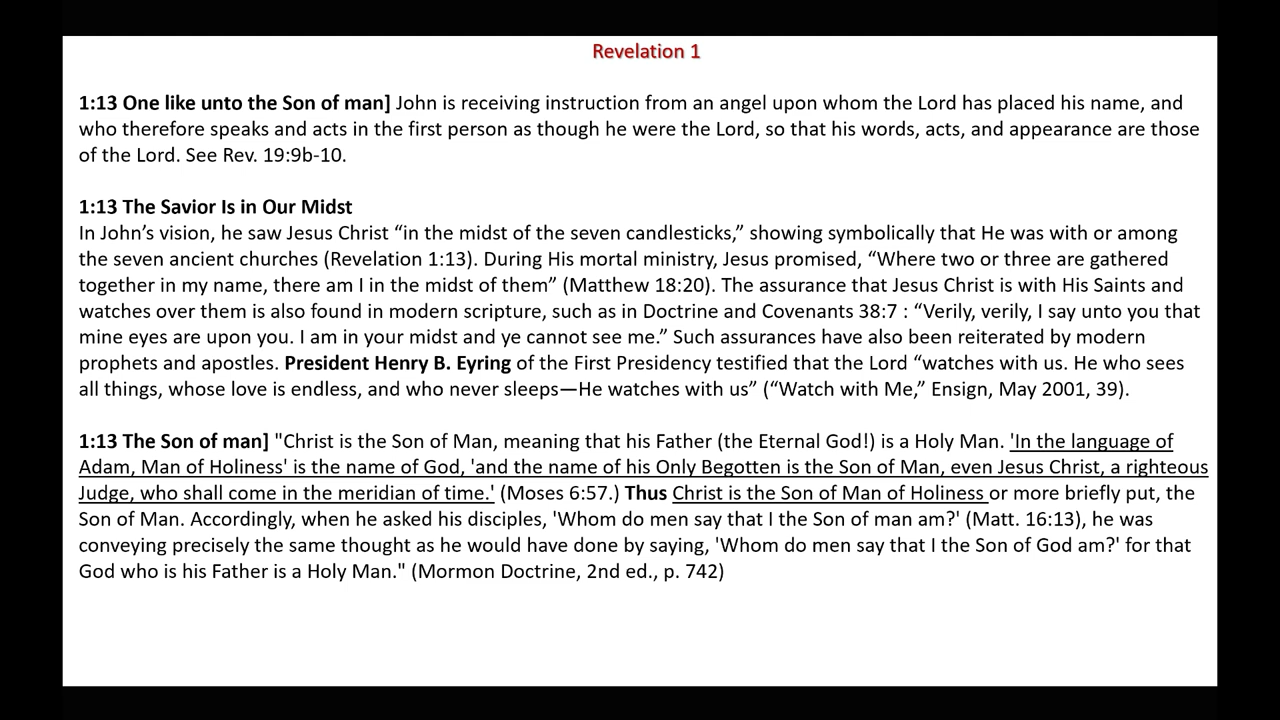 Revelation 1
1:13 One like unto the Son of man] John is receiving instruction from an angel upon whom the Lord has placed his name, and
who therefore speaks and acts in the first person as though he were the Lord, so that his words, acts, and appearance are those
of the Lord. See Rev. 19:9b-10.
1:13 The Savior Is in Our Midst
In John’s vision, he saw Jesus Christ “in the midst of the seven candlesticks,” showing symbolically that He was with or among
the seven ancient churches (Revelation 1:13). During His mortal ministry, Jesus promised, “Where two or three are gathered
together in my name, there am I in the midst of them” (Matthew 18:20). The assurance that Jesus Christ is with His Saints and
watches over them is also found in modern scripture, such as in Doctrine and Covenants 38:7 : “Verily, verily, I say unto you that
mine eyes are upon you. I am in your midst and ye cannot see me.” Such assurances have also been reiterated by modern
prophets and apostles. President Henry B. Eyring of the First Presidency testified that the Lord “watches with us. He who sees
all things, whose love is endless, and who never sleeps—He watches with us” (“Watch with Me,” Ensign, May 2001, 39).
1:13 The Son of man] "Christ is the Son of Man, meaning that his Father (the Eternal God!) is a Holy Man. 'In the language of
Adam, Man of Holiness' is the name of God, 'and the name of his Only Begotten is the Son of Man, even Jesus Christ, a righteous
Judge, who shall come in the meridian of time.' (Moses 6:57.) Thus Christ is the Son of Man of Holiness or more briefly put, the
Son of Man. Accordingly, when he asked his disciples, 'Whom do men say that I the Son of man am?' (Matt. 16:13), he was
conveying precisely the same thought as he would have done by saying, 'Whom do men say that I the Son of God am?' for that
God who is his Father is a Holy Man." (Mormon Doctrine, 2nd ed., p. 742)